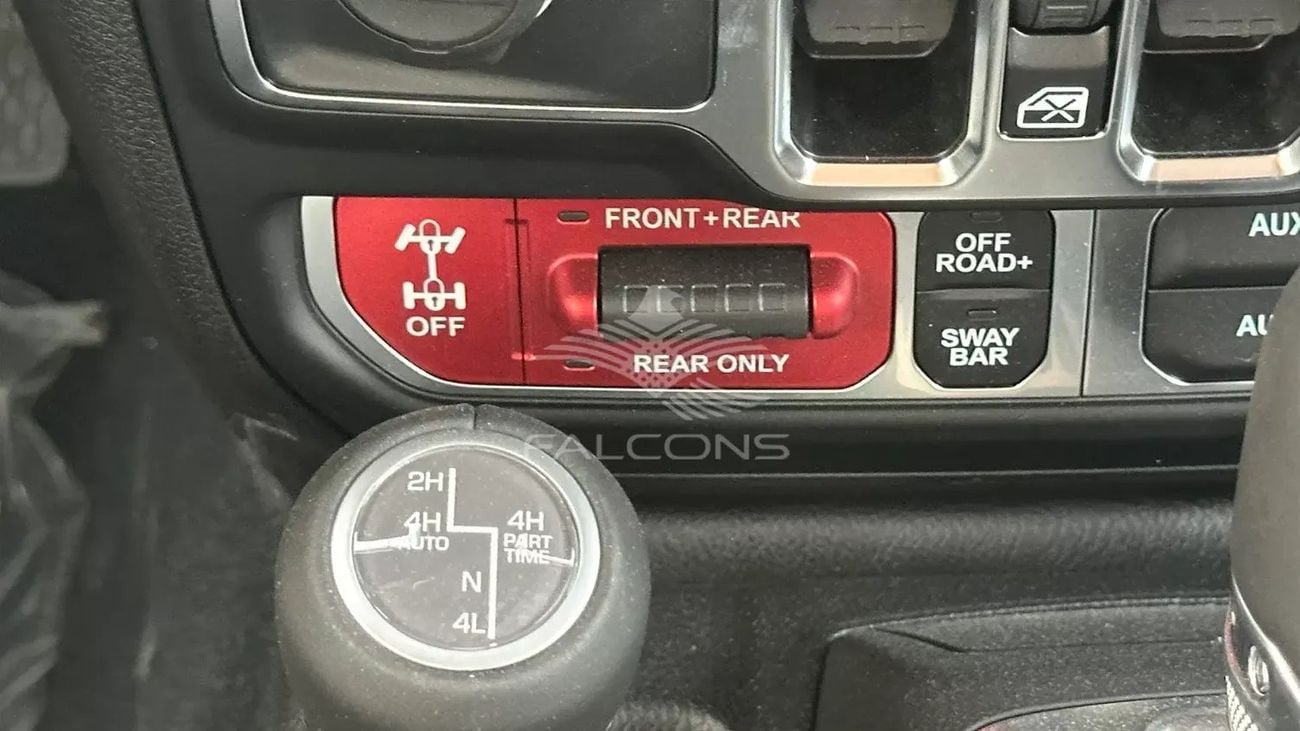 FRONT+REAR
OFF
REAR ONLY
OFF
ROAD+
SWAY
BAR
AUX
AU
FALCONS
2H
4H
AUTO
4H
PART
TIME
N
4L